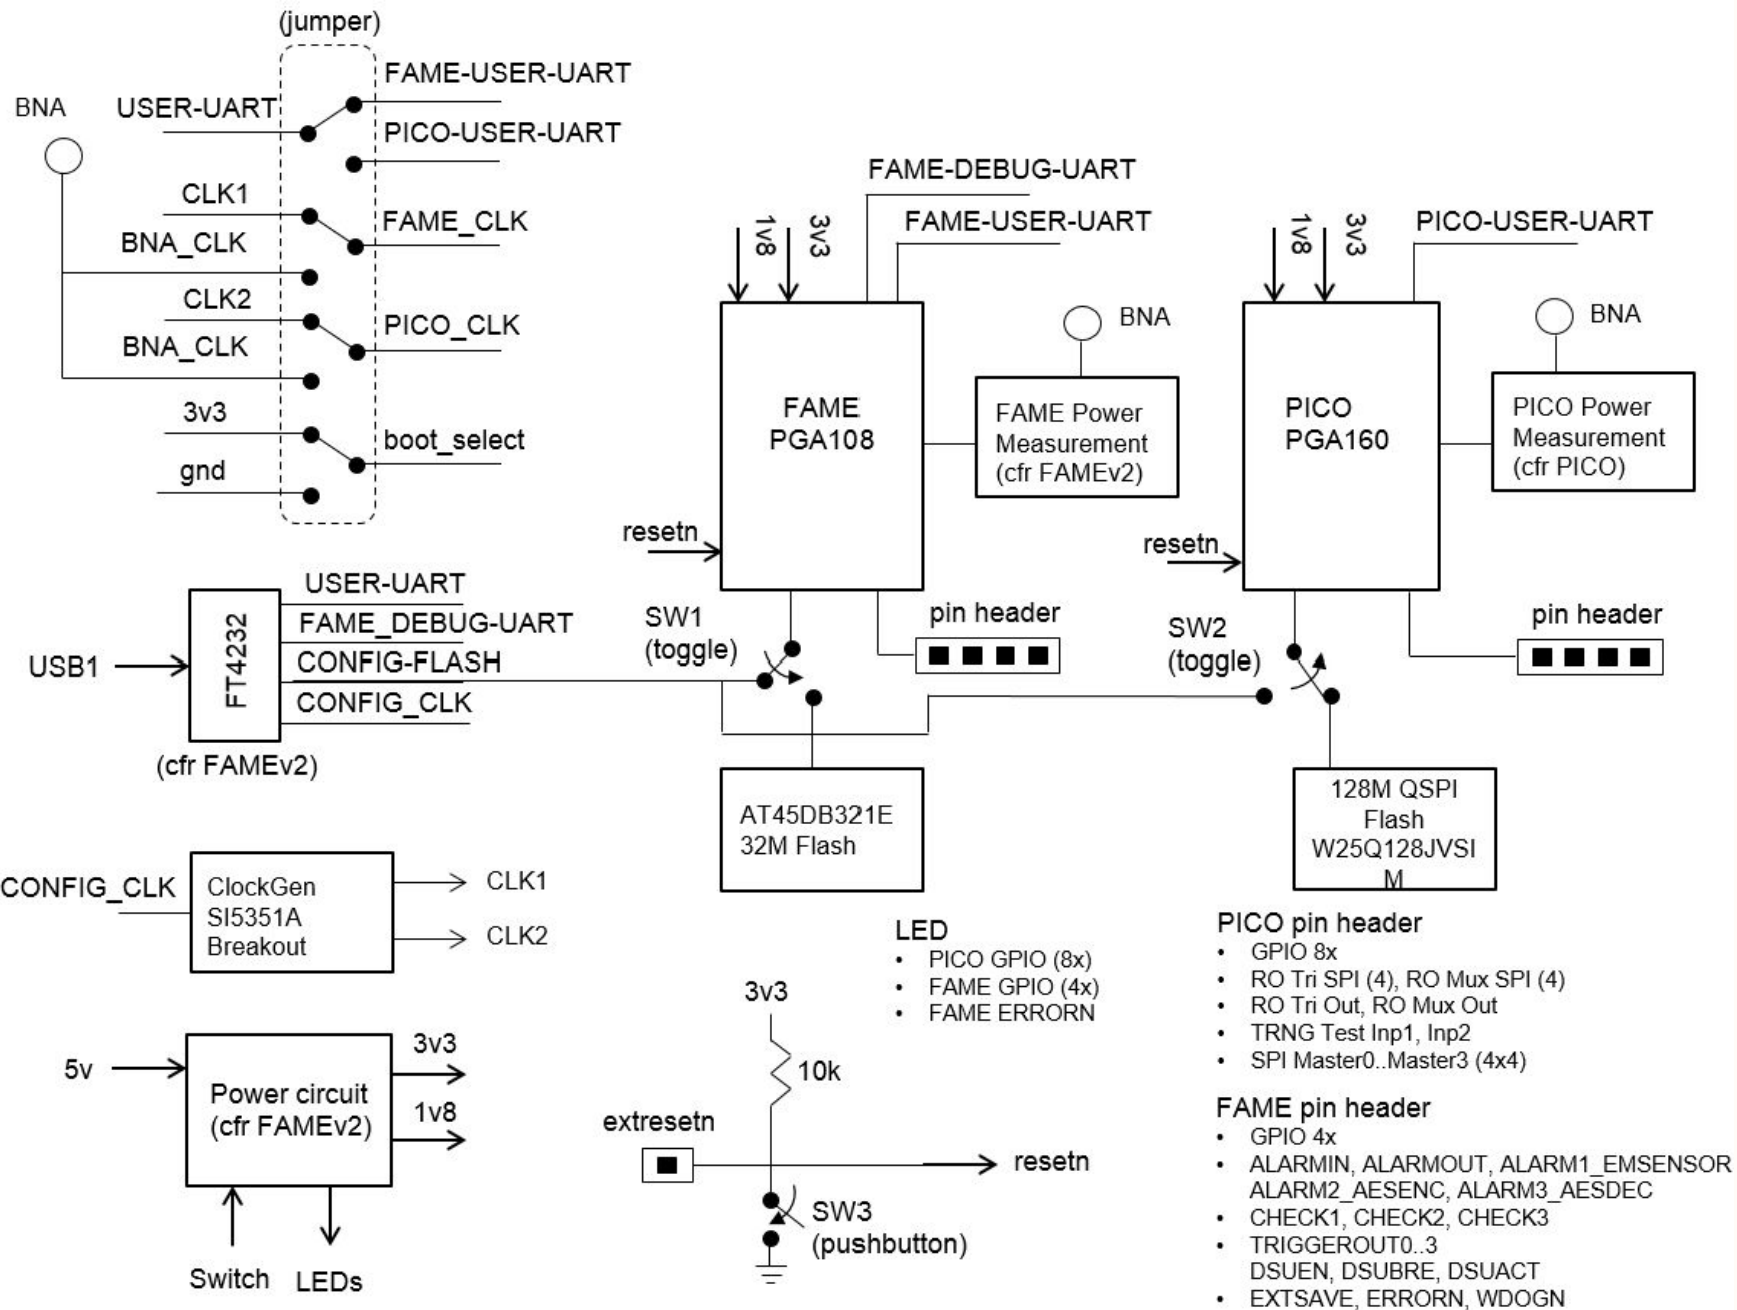 (jumper)
BNA
USER-UART
FAME-USER-UART
PICO-USER-UART
CLK1
FAME_CLK
BNA_CLK
CLK2
PICO_CLK
BNA_CLK
3v3
boot_select
gnd
FAME-DEBUG-UART
FAME-USER-UART
1v8
3v3
FAME
PGA108
BNA
FAME Power
Measurement
(cfr FAMEv2)
resetn
SW1
(toggle)
pin header
PICO-USER-UART
1v8
3v3
PICO
PGA160
BNA
PICO Power
Measurement
(cfr PICO)
resetn
SW2
(toggle)
pin header
USB1
FT4232
USER-UART
FAME_DEBUG-UART
CONFIG-FLASH
CONFIG_CLK
(cfr FAMEv2)
AT45DB321E
32M Flash
128M QSPI
Flash
W25Q128JVSI
M
CONFIG_CLK
ClockGen
SI5351A
Breakout
CLK1
CLK2
5v
Power circuit
(cfr FAMEv2)
3v3
1v8
Switch
LEDs
3v3
10k
extresetn
resetn
SW3
(pushbutton)
LED
• PICO GPIO (8x)
• FAME GPIO (4x)
• FAME ERRORN
PICO pin header
• GPIO 8x
• RO Tri SPI (4), RO Mux SPI (4)
• RO Tri Out, RO Mux Out
• TRNG Test Inp1, Inp2
• SPI Master0..Master3 (4x4)
FAME pin header
• GPIO 4x
• ALARMIN, ALARMOUT, ALARM1_EMSENSOR
ALARM2_AESENC, ALARM3_AESDEC
• CHECK1, CHECK2, CHECK3
• TRIGGEROUT0..3
DSUEN, DSUBRE, DSUACT
• EXTSAVE, ERRORN, WDOGN